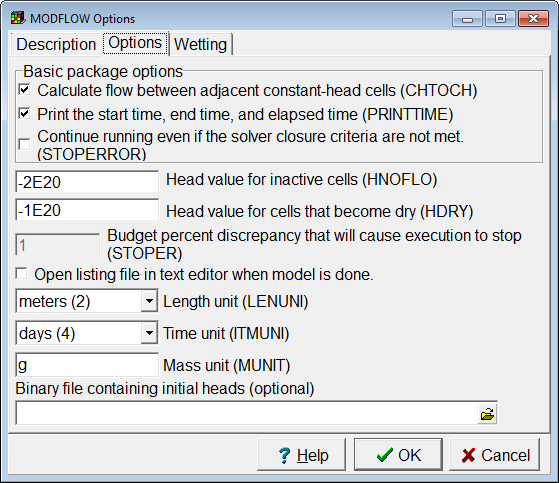 MODFLOW Options
Description Options Wetting
Basic package options
Calculate flow between adjacent constant-head cells (CHTOCH)
Print the start time, end time, and elapsed time (PRINTTIME)
Continue running even if the solver closure criteria are not met.
(STOPERROR)
-2E20 Head value for inactive cells (HNOFLO)
-1E20 Head value for cells that become dry (HDRY)
1 Budget percent discrepancy that will cause execution to stop
(STOPER)
Open listing file in text editor when model is done.
meters (2) Length unit (LENUNI)
days (4) Time unit (ITMUNI)
g Mass unit (MUNIT)
Binary file containing initial heads (optional)
? Help OK Cancel